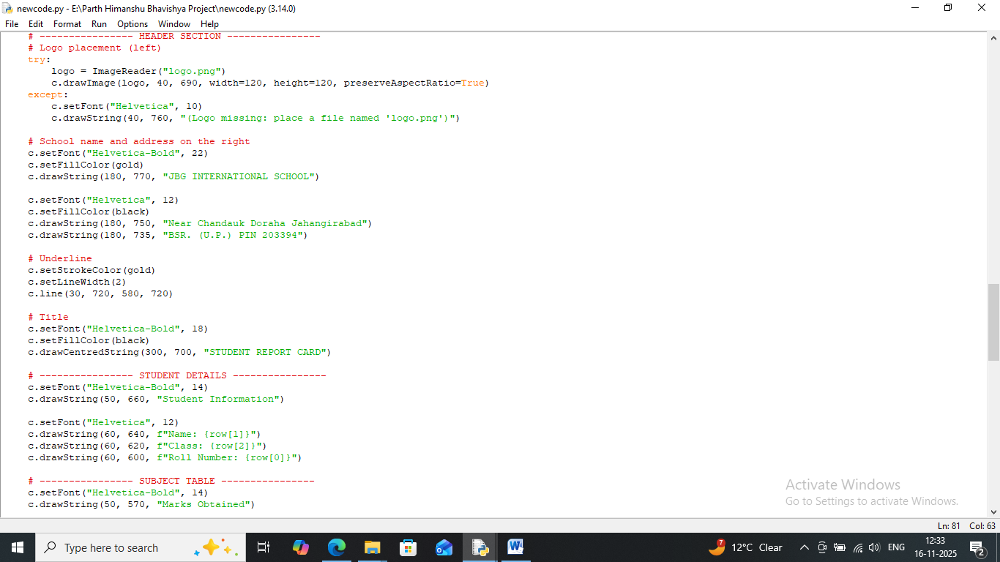 newcode.py - E:\Parth Himanshu Bhavishya Project\newcode.py (3.14.0)
File Edit Format Run Options Window Help
# ---------------- HEADER SECTION ----------------
# Logo placement (left)
try:
    logo = ImageReader("logo.png")
    c.drawImage(logo, 40, 690, width=120, height=120, preserveAspectRatio=True)
except:
    c.setFont("Helvetica", 10)
    c.drawString(40, 760, "(Logo missing: place a file named 'logo.png')")
# School name and address on the right
c.setFont("Helvetica-Bold", 22)
c.setFillColor(gold)
c.drawString(180, 770, "JBG INTERNATIONAL SCHOOL")
c.setFont("Helvetica", 12)
c.setFillColor(black)
c.drawString(180, 750, "Near Chandauk Doraha Jahangirabad")
c.drawString(180, 735, "BSR. (U.P.) PIN 203394")
# Underline
c.setStrokeColor(gold)
c.setLineWidth(2)
c.line(30, 720, 580, 720)
# Title
c.setFont("Helvetica-Bold", 18)
c.setFillColor(black)
c.drawCentredString(300, 700, "STUDENT REPORT CARD")
# ---------------- STUDENT DETAILS ----------------
c.setFont("Helvetica-Bold", 14)
c.drawString(50, 660, "Student Information")
c.setFont("Helvetica", 12)
c.drawString(60, 640, f"Name: {row[1]}")
c.drawString(60, 620, f"Class: {row[2]}")
c.drawString(60, 600, f"Roll Number: {row[0]}")
# ---------------- SUBJECT TABLE ----------------
c.setFont("Helvetica-Bold", 14)
c.drawString(50, 570, "Marks Obtained")
Activate Windows
Go to Settings to activate Windows.
Ln: 81 Col: 63
Type here to search
7
12°C Clear
ENG
12:33
16-11-2025
2